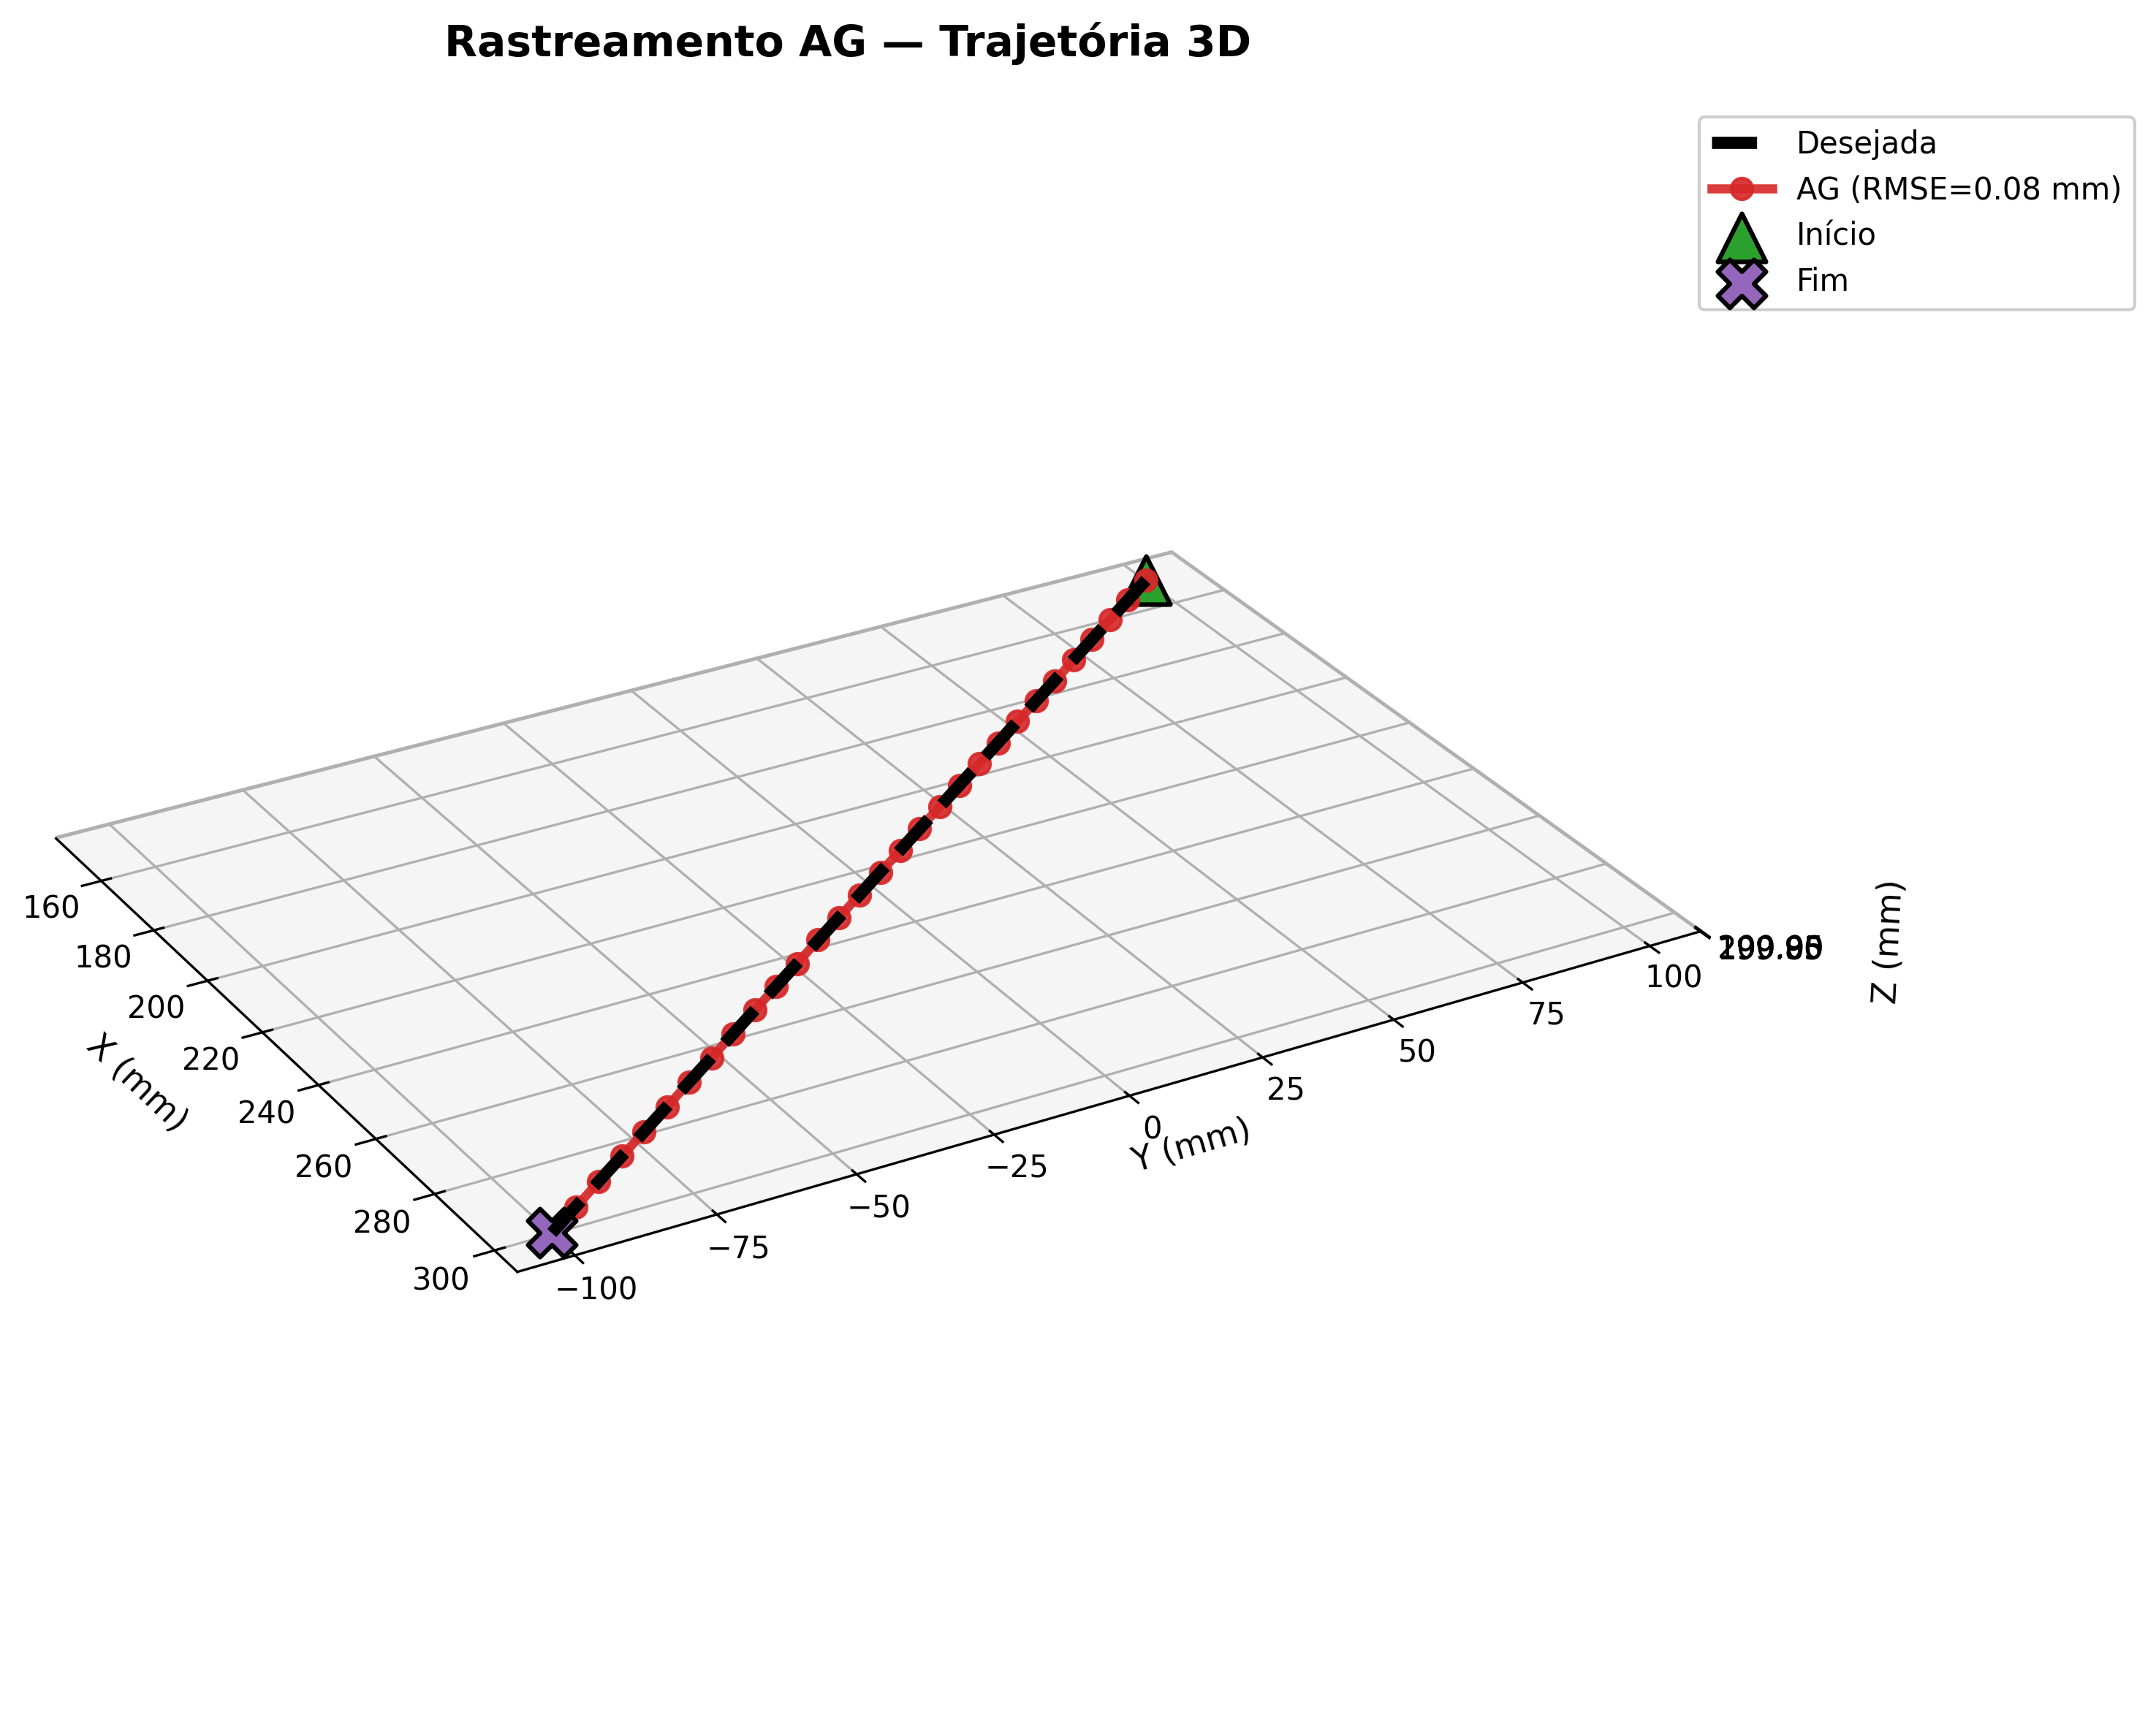 Rastreamento AG — Trajetória 3D
Desejada
AG (RMSE=0.08 mm)
Início
Fim
160
180
200
220
240
260
280
300
X (mm)
−100
−75
−50
−25
0
25
50
75
100
Y (mm)
Z (mm)